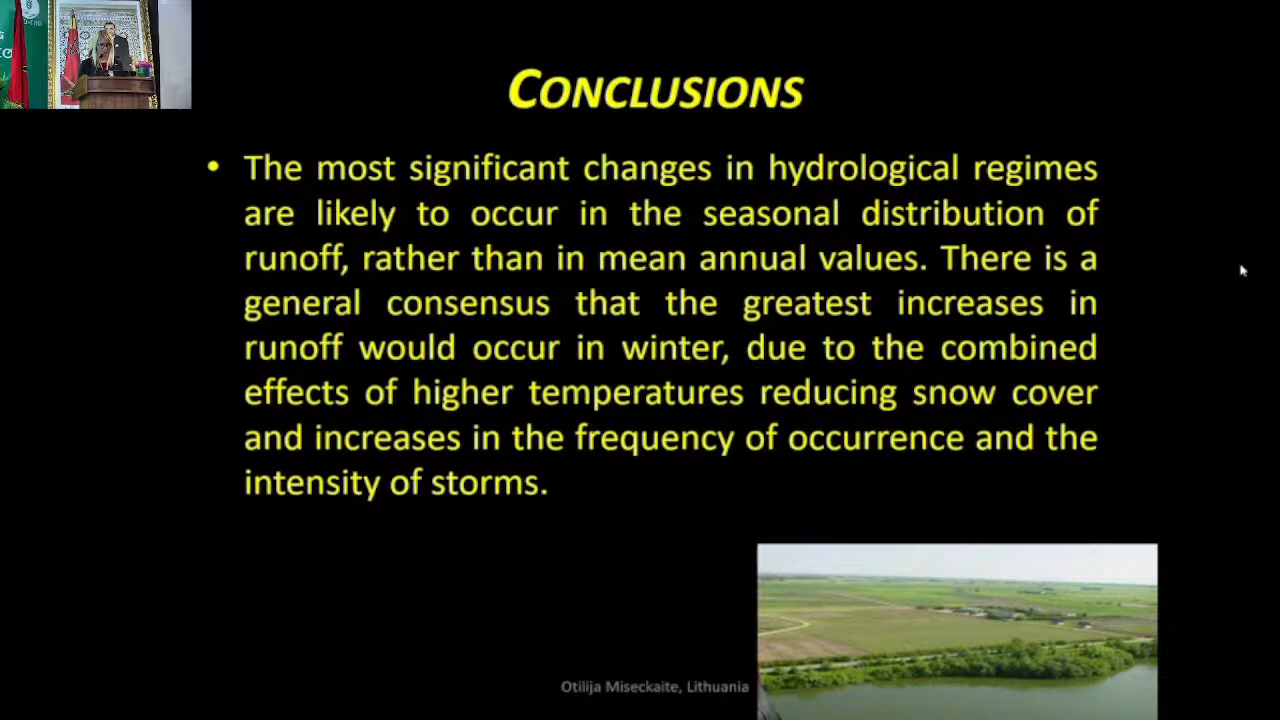 CONCLUSIONS
• The most significant changes in hydrological regimes
are likely to occur in the seasonal distribution of
runoff, rather than in mean annual values. There is a
general consensus that the greatest increases in
runoff would occur in winter, due to the combined
effects of higher temperatures reducing snow cover
and increases in the frequency of occurrence and the
intensity of storms.
Otilija Miseckaite, Lithuania